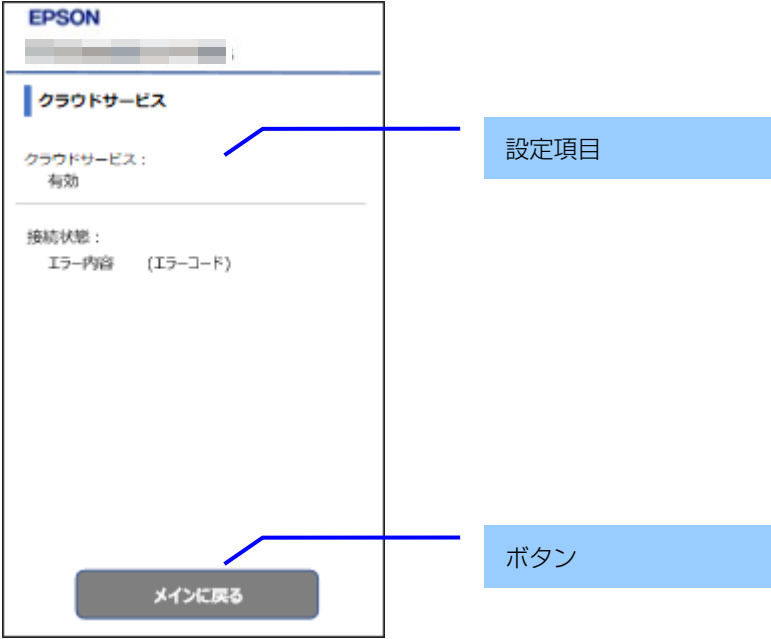 EPSON
クラウドサービス
設定項目
クラウドサービス：
有効
接続状態：
エラー内容　(エラーコード)
ボタン
メインに戻る